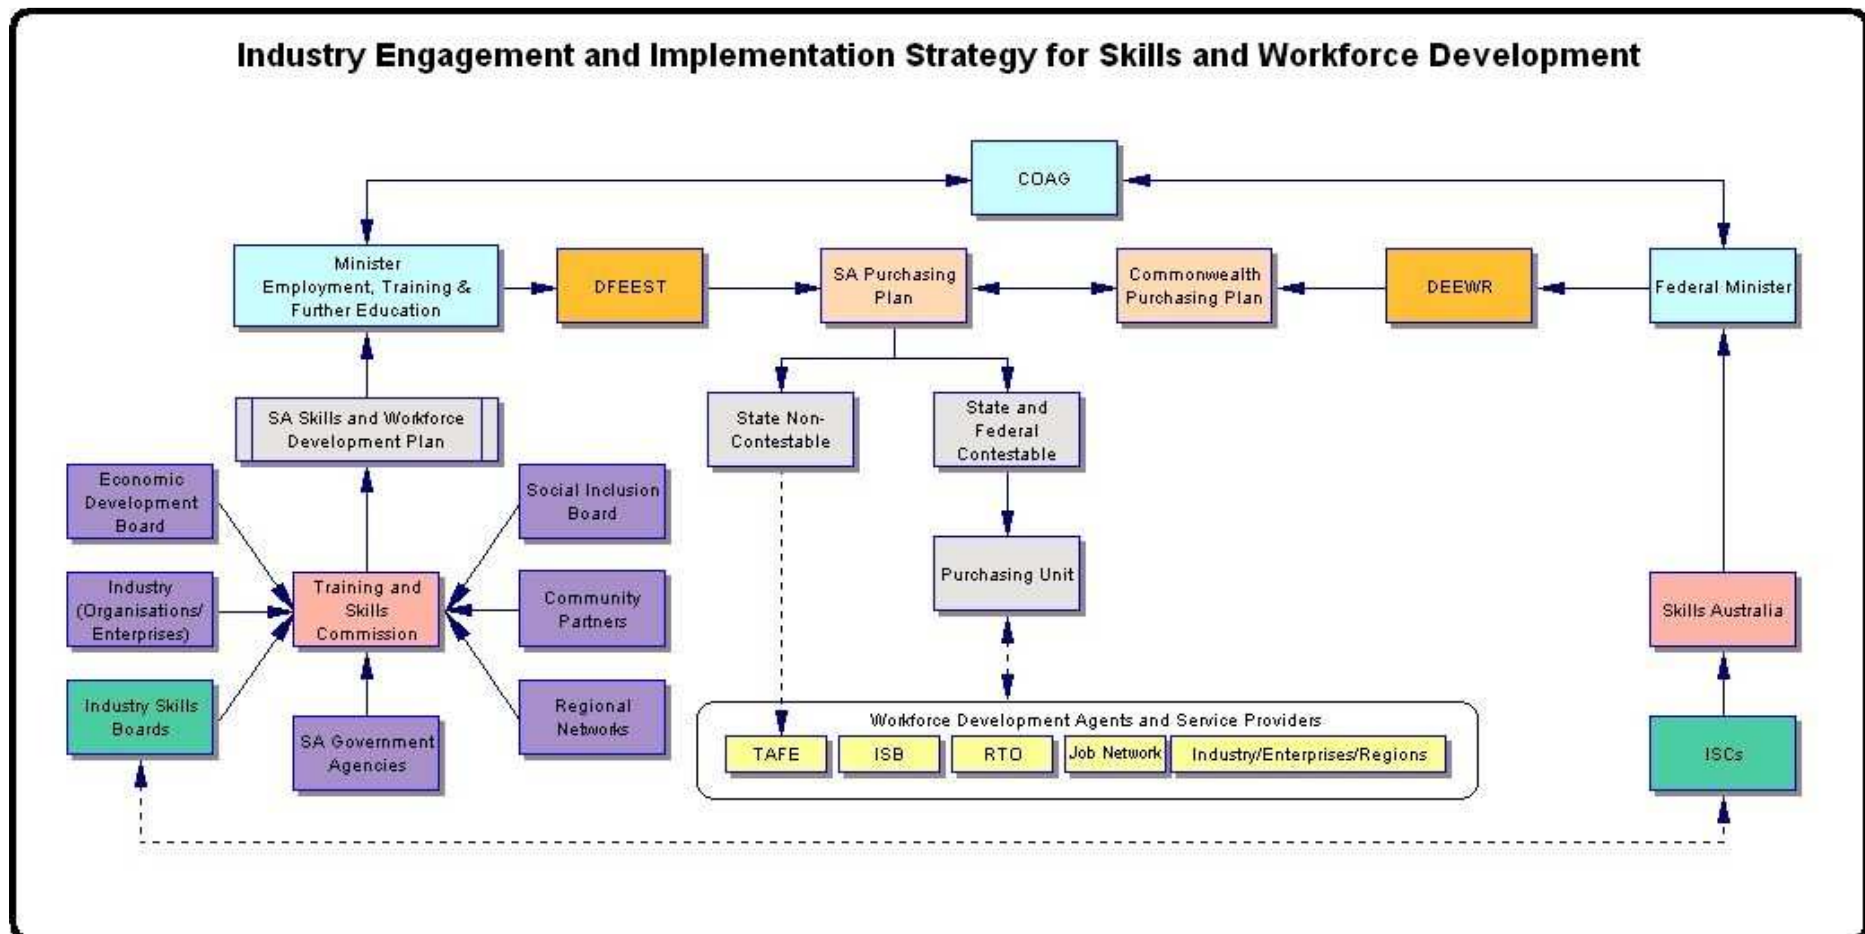 Industry Engagement and Implementation Strategy for Skills and Workforce Development
COAG
Minister
Employment, Training &
Further Education
DFEEST
SA Purchasing
Plan
Commonwealth
Purchasing Plan
DEEWR
Federal Minister
SA Skills and Workforce
Development Plan
State Non-
Contestable
State and
Federal
Contestable
Economic
Development
Board
Social Inclusion
Board
Industry
(Organisations/
Enterprises)
Training and
Skills
Commission
Community
Partners
Purchasing Unit
Skills Australia
Industry Skills
Boards
SA Government
Agencies
Regional
Networks
Workforce Development Agents and Service Providers
TAFE
ISB
RTO
Job Network
Industry/Enterprises/Regions
ISCs